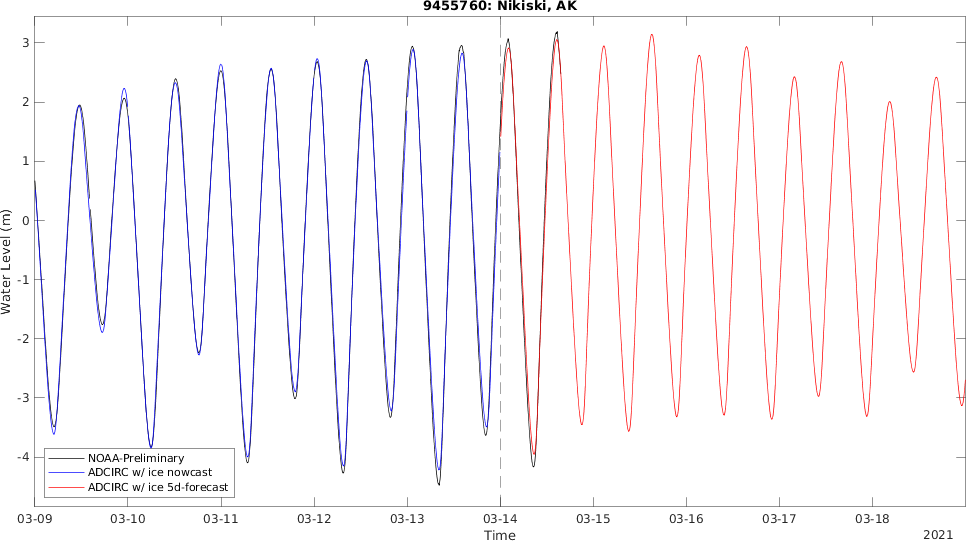 9455760: Nikiski, AK
3
2
1
0
-1
-2
-3
-4
Water Level (m)
NOAA-Preliminary
ADCIRC w/ ice nowcast
ADCIRC w/ ice 5d-forecast
03-09 03-10 03-11 03-12 03-13 03-14 03-15 03-16 03-17 03-18
Time
2021